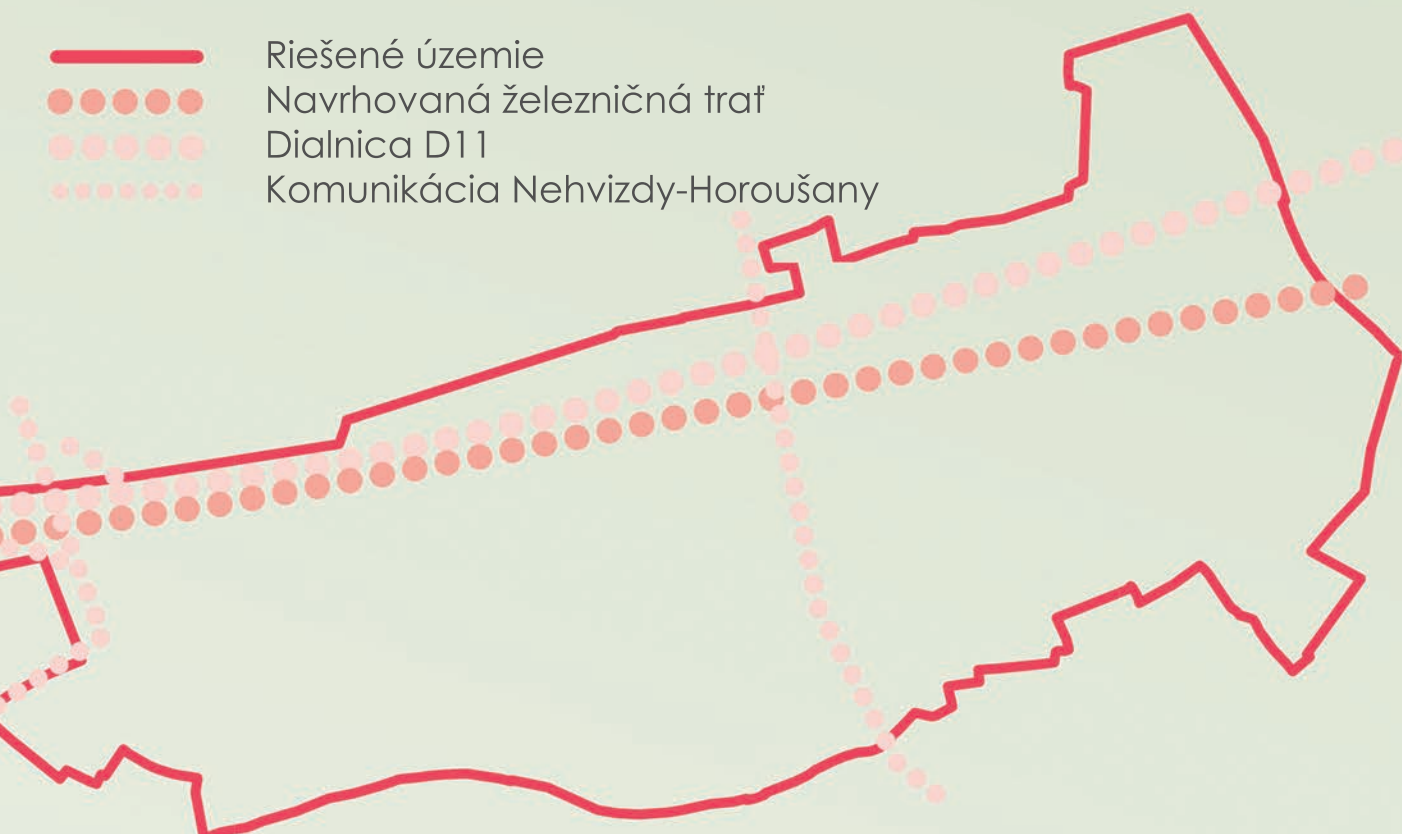 Riešené územie
Navrhovaná železničná trať
Dialnica D11
Komunikácia Nehvizdy-Horoušany